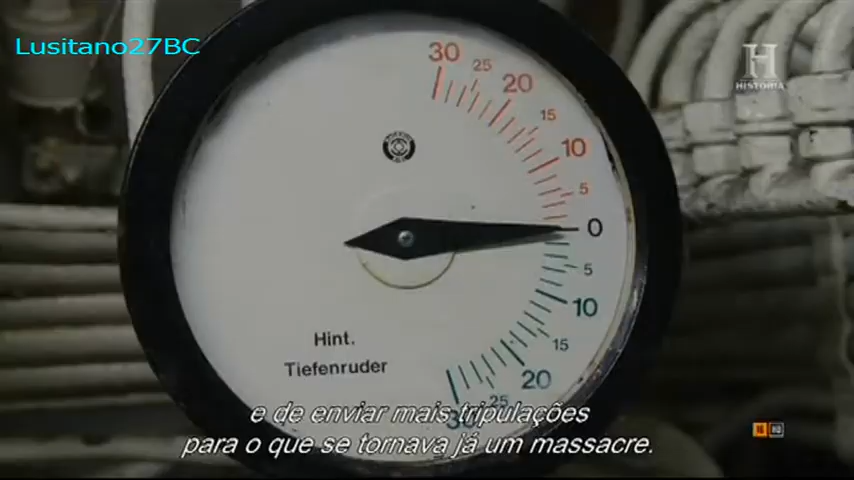 Lusitano27BC
H
HISTORIA
30
25
20
15
10
5
0
5
10
15
20
25
30
Hint.
Tiefenruder
e de enviar mais tripulações
para o que se tornava já um massacre.